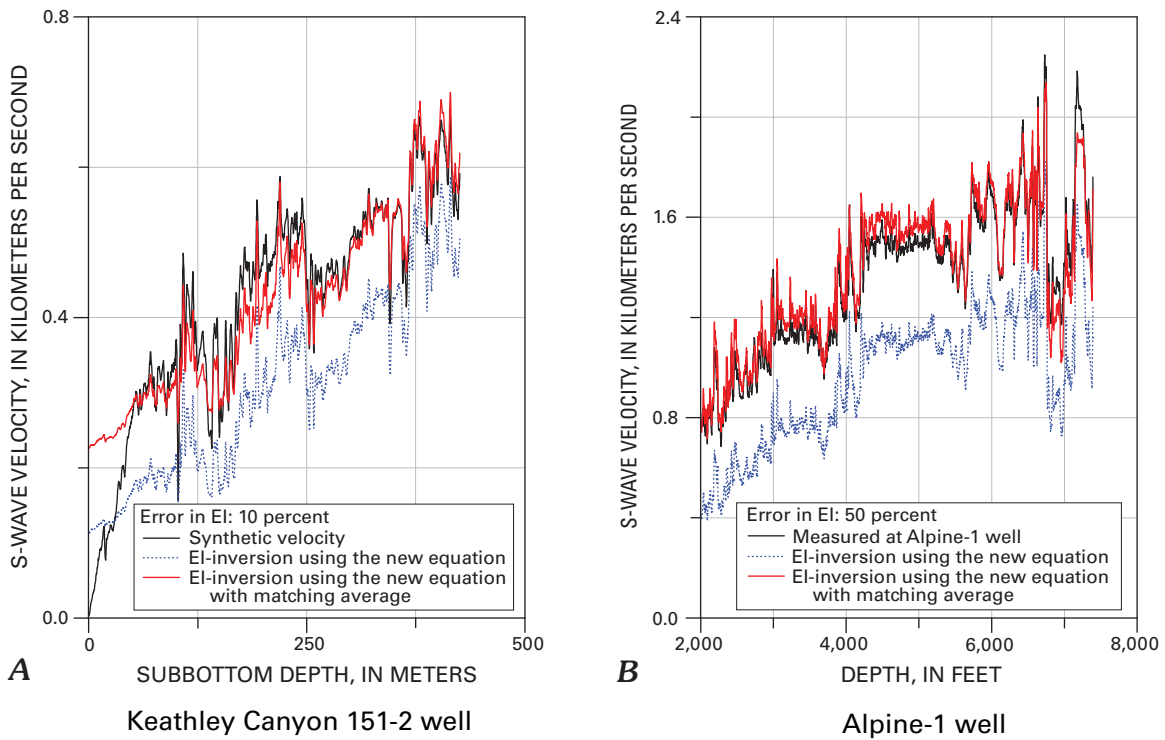 S-WAVE VELOCITY, IN KILOMETERS PER SECOND
0.8
0.4
0.0
Error in EI: 10 percent
Synthetic velocity
EI-inversion using the new equation
EI-inversion using the new equation
with matching average
0
250
500
A
SUBBOTTOM DEPTH, IN METERS
Keathley Canyon 151-2 well
S-WAVE VELOCITY, IN KILOMETERS PER SECOND
2.4
1.6
0.8
0.0
Error in EI: 50 percent
Measured at Alpine-1 well
EI-inversion using the new equation
EI-inversion using the new equation
with matching average
2,000
4,000
6,000
8,000
B
DEPTH, IN FEET
Alpine-1 well